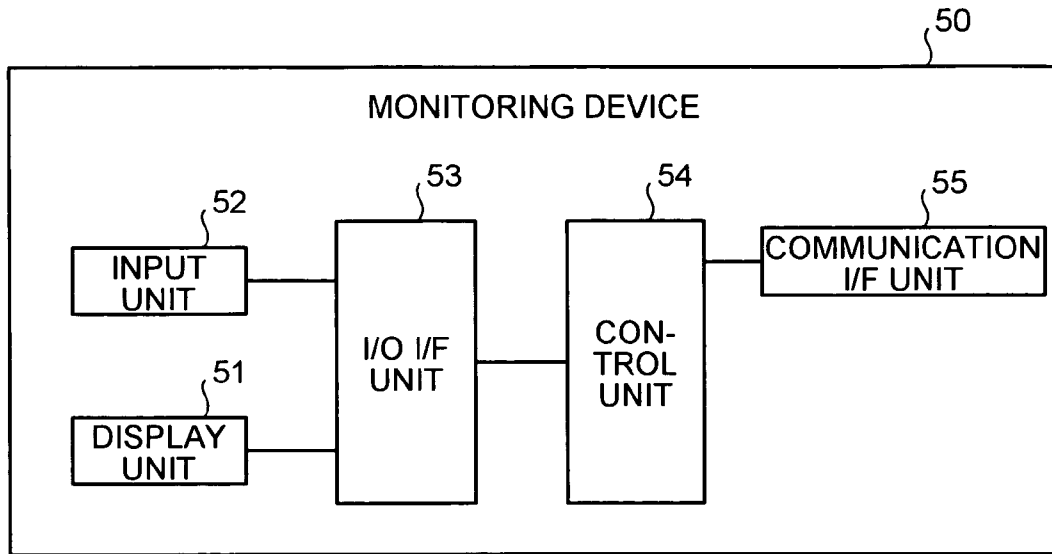 50
MONITORING DEVICE
53
54
55
52
INPUT
UNIT
I/O I/F
UNIT
CON-
TROL
UNIT
COMMUNICATION
I/F UNIT
51
DISPLAY
UNIT